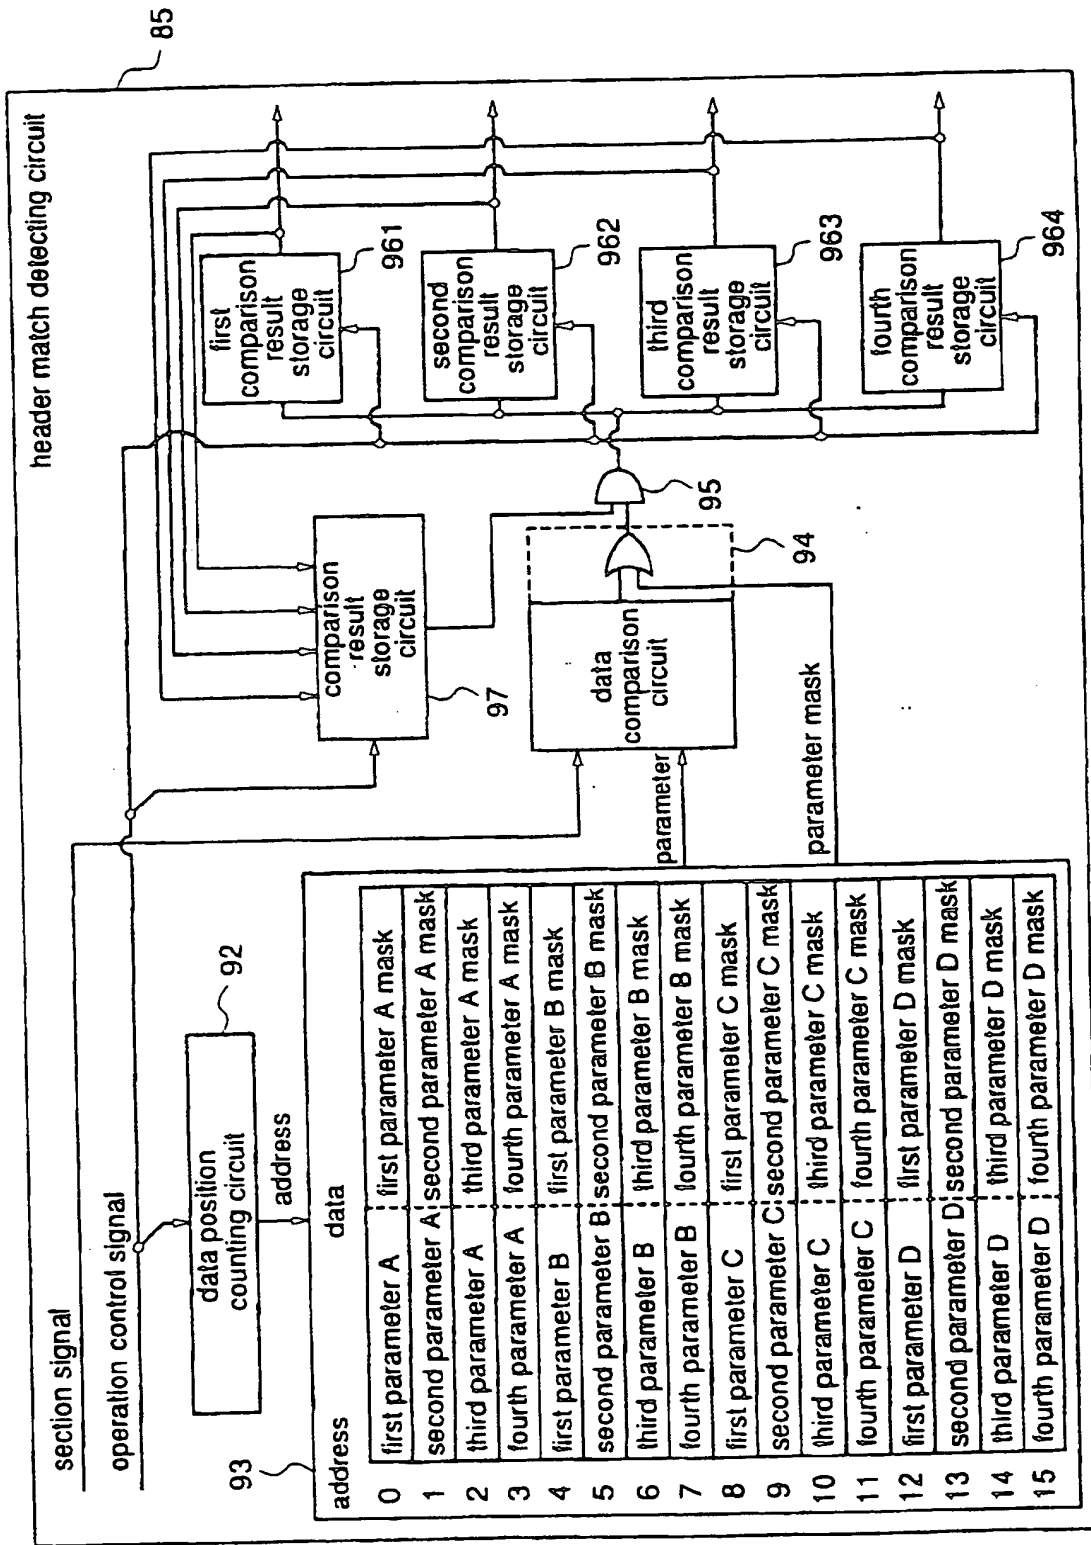 header match detecting circuit
85
section signal
operation control signal
data position
counting circuit
92
address
93
address
data
0 first parameter A first parameter A mask
1 second parameter A second parameter A mask
2 third parameter A third parameter A mask
3 fourth parameter A fourth parameter A mask
4 first parameter B first parameter B mask
5 second parameter B second parameter B mask
6 third parameter B third parameter B mask
7 fourth parameter B fourth parameter B mask
8 first parameter C first parameter C mask
9 second parameter C second parameter C mask
10 third parameter C third parameter C mask
11 fourth parameter C fourth parameter C mask
12 first parameter D first parameter D mask
13 second parameter D second parameter D mask
14 third parameter D third parameter D mask
15 fourth parameter D fourth parameter D mask
parameter
parameter mask
comparison
result
storage
circuit
97
data
comparison
circuit
94
95
first
comparison
result
storage
circuit
961
second
comparison
result
storage
circuit
962
third
comparison
result
storage
circuit
963
fourth
comparison
result
storage
circuit
964